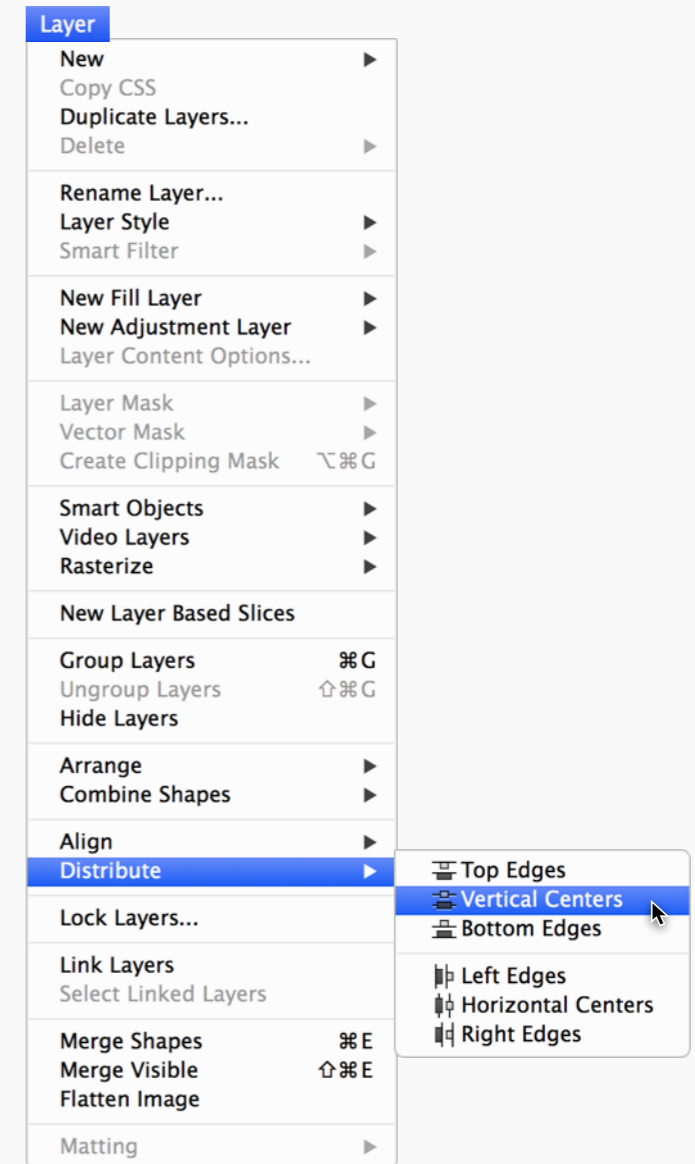 Layer
New
Copy CSS
Duplicate Layers...
Delete
Rename Layer...
Layer Style
Smart Filter
New Fill Layer
New Adjustment Layer
Layer Content Options...
Layer Mask
Vector Mask
Create Clipping Mask ⌥⌘G
Smart Objects
Video Layers
Rasterize
New Layer Based Slices
Group Layers ⌘G
Ungroup Layers ⇧⌘G
Hide Layers
Arrange
Combine Shapes
Align
Distribute
Top Edges
Vertical Centers
Bottom Edges
Left Edges
Horizontal Centers
Right Edges
Lock Layers...
Link Layers
Select Linked Layers
Merge Shapes ⌘E
Merge Visible ⇧⌘E
Flatten Image
Matting